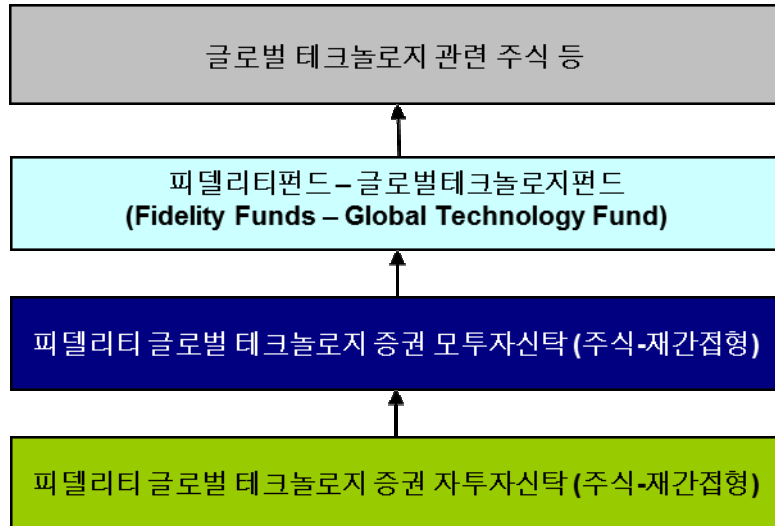 글로벌 테크놀로지 관련 주식 등
피델리티펀드 – 글로벌테크놀로지펀드
(Fidelity Funds – Global Technology Fund)
피델리티 글로벌 테크놀로지 증권 모투자신탁 (주식-재간접형)
피델리티 글로벌 테크놀로지 증권 자투자신탁 (주식-재간접형)